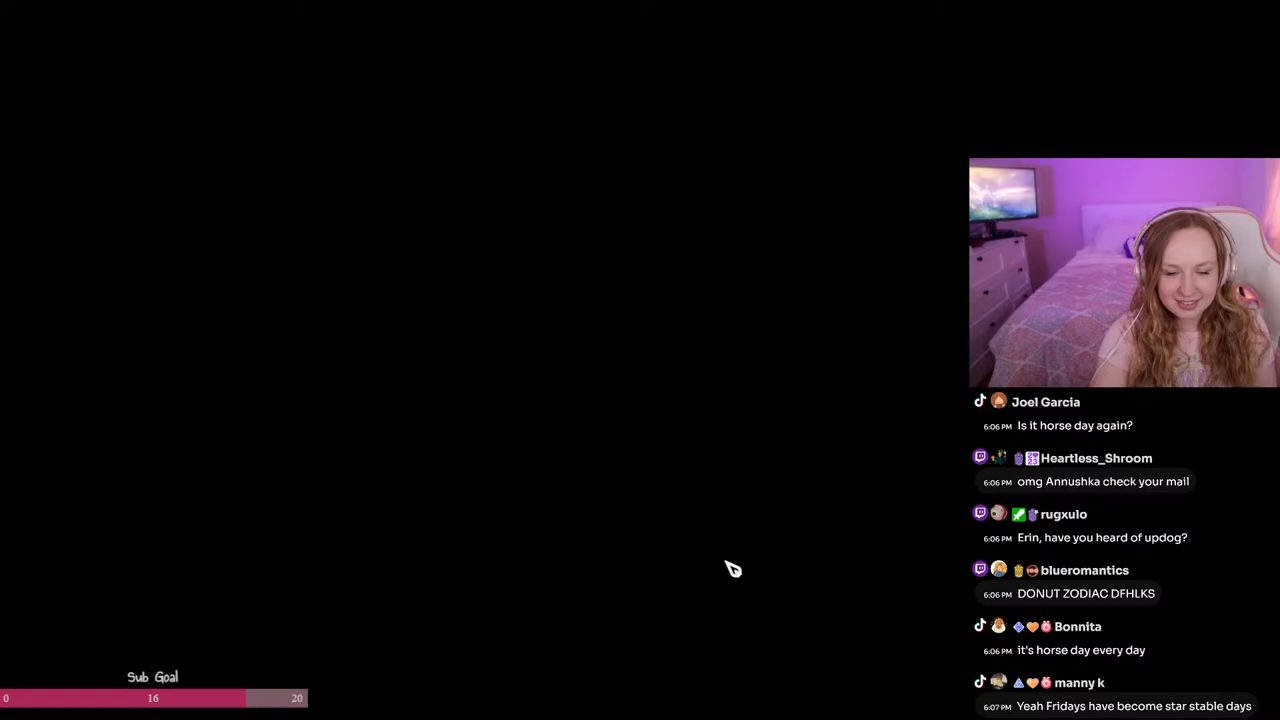 Joel Garcia
6:06 PM Is it horse day again?
Heartless_Shroom
6:06 PM omg Annushka check your mail
rugxulo
6:06 PM Erin, have you heard of updog?
blueromantics
6:06 PM DONUT ZODIAC DFHLKS
Bonnita
6:06 PM it's horse day every day
manny k
6:07 PM Yeah Fridays have become star stable days
Sub Goal
0 16 20